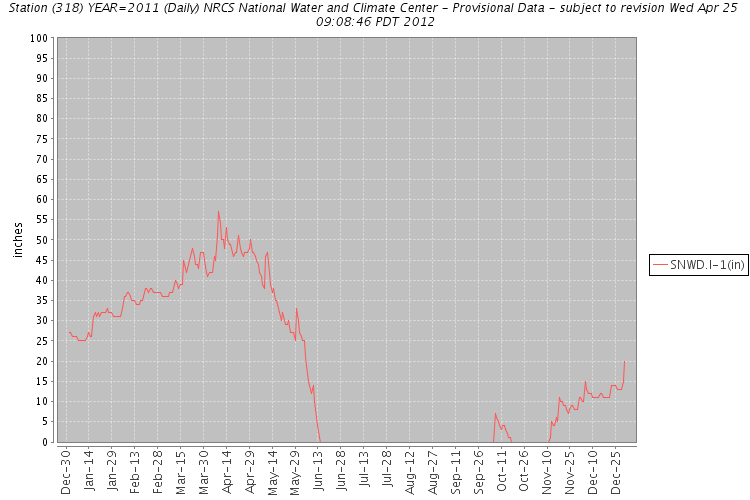 Station (318) YEAR=2011 (Daily) NRCS National Water and Climate Center - Provisional Data - subject to revision Wed Apr 25
09:08:46 PDT 2012
100
95
90
85
80
75
70
65
60
55
50
45
40
35
30
25
20
15
10
5
0
inches
SNWD.I-1(in)
Dec-30
Jan-14
Jan-29
Feb-13
Feb-28
Mar-15
Mar-30
Apr-14
Apr-29
May-14
May-29
Jun-13
Jun-28
Jul-13
Jul-28
Aug-12
Aug-27
Sep-11
Sep-26
Oct-11
Oct-26
Nov-10
Nov-25
Dec-10
Dec-25